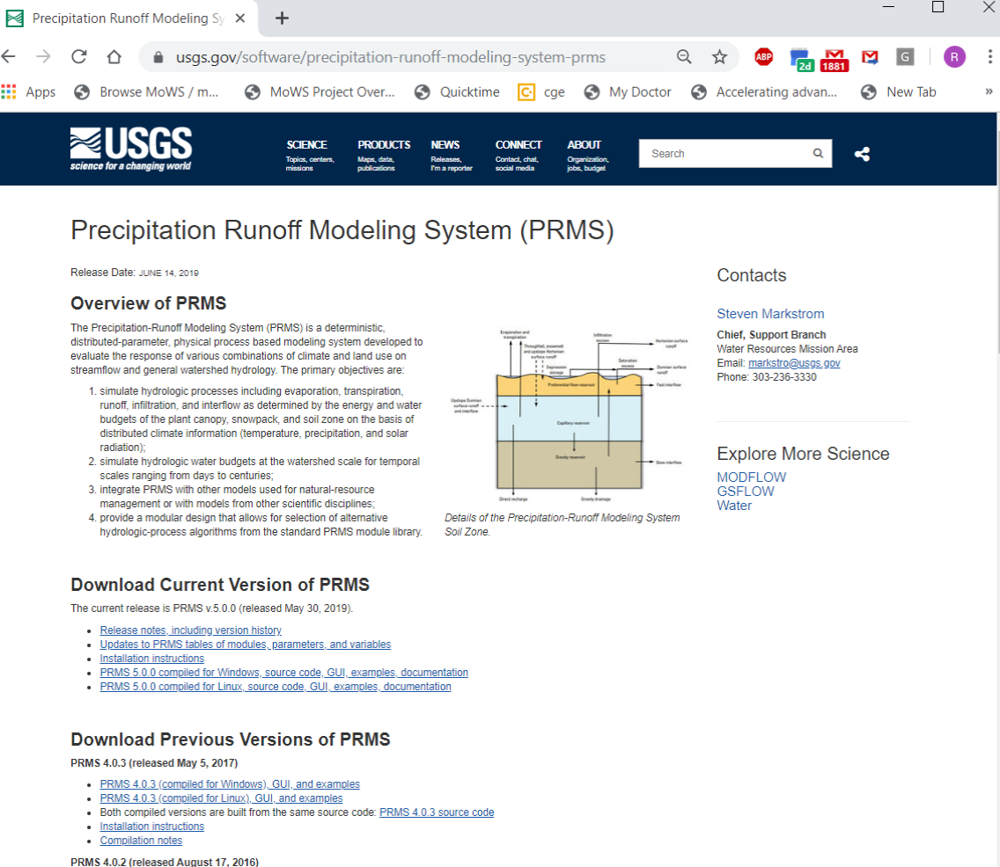 Precipitation Runoff Modeling Sy
usgs.gov/software/precipitation-runoff-modeling-system-prms
ABP
2d
1881
G
R
Apps
Browse MoWS / m...
MoWS Project Over...
Quicktime
cge
My Doctor
Accelerating advan...
New Tab
»
USGS
science for a changing world
SCIENCE
Topics, centers,
missions
PRODUCTS
Maps, data,
publications
NEWS
Releases,
I'm a reporter
CONNECT
Contact, chat,
social media
ABOUT
Organization,
jobs, budget
Search
Precipitation Runoff Modeling System (PRMS)
Release Date: JUNE 14, 2019
Overview of PRMS
The Precipitation-Runoff Modeling System (PRMS) is a deterministic,
distributed-parameter, physical process based modeling system developed to
evaluate the response of various combinations of climate and land use on
streamflow and general watershed hydrology. The primary objectives are:
1. simulate hydrologic processes including evaporation, transpiration,
runoff, infiltration, and interflow as determined by the energy and water
budgets of the plant canopy, snowpack, and soil zone on the basis of
distributed climate information (temperature, precipitation, and solar
radiation);
2. simulate hydrologic water budgets at the watershed scale for temporal
scales ranging from days to centuries;
3. integrate PRMS with other models used for natural-resource
management or with models from other scientific disciplines;
4. provide a modular design that allows for selection of alternative
hydrologic-process algorithms from the standard PRMS module library.
Evaporation and
transpiration
Throughfall, snowmelt
and upslope Hortonian
surface runoff
Infiltration
excess
Hortonian surface
runoff
Depression
storage
Saturation
excess
Dunnian surface
runoff
Preferential-flow reservoir
Fast interflow
Upslope Dunnian
surface runoff
and interflow
Capillary reservoir
Gravity reservoir
Slow interflow
Direct recharge
Gravity drainage
Details of the Precipitation-Runoff Modeling System
Soil Zone.
Contacts
Steven Markstrom
Chief, Support Branch
Water Resources Mission Area
Email: markstro@usgs.gov
Phone: 303-236-3330
Explore More Science
MODFLOW
GSFLOW
Water
Download Current Version of PRMS
The current release is PRMS v.5.0.0 (released May 30, 2019).
Release notes, including version history
Updates to PRMS tables of modules, parameters, and variables
Installation instructions
PRMS 5.0.0 compiled for Windows, source code, GUI, examples, documentation
PRMS 5.0.0 compiled for Linux, source code, GUI, examples, documentation
Download Previous Versions of PRMS
PRMS 4.0.3 (released May 5, 2017)
PRMS 4.0.3 (compiled for Windows), GUI, and examples
PRMS 4.0.3 (compiled for Linux), GUI, and examples
Both compiled versions are built from the same source code: PRMS 4.0.3 source code
Installation instructions
Compilation notes
PRMS 4.0.2 (released August 17, 2016)